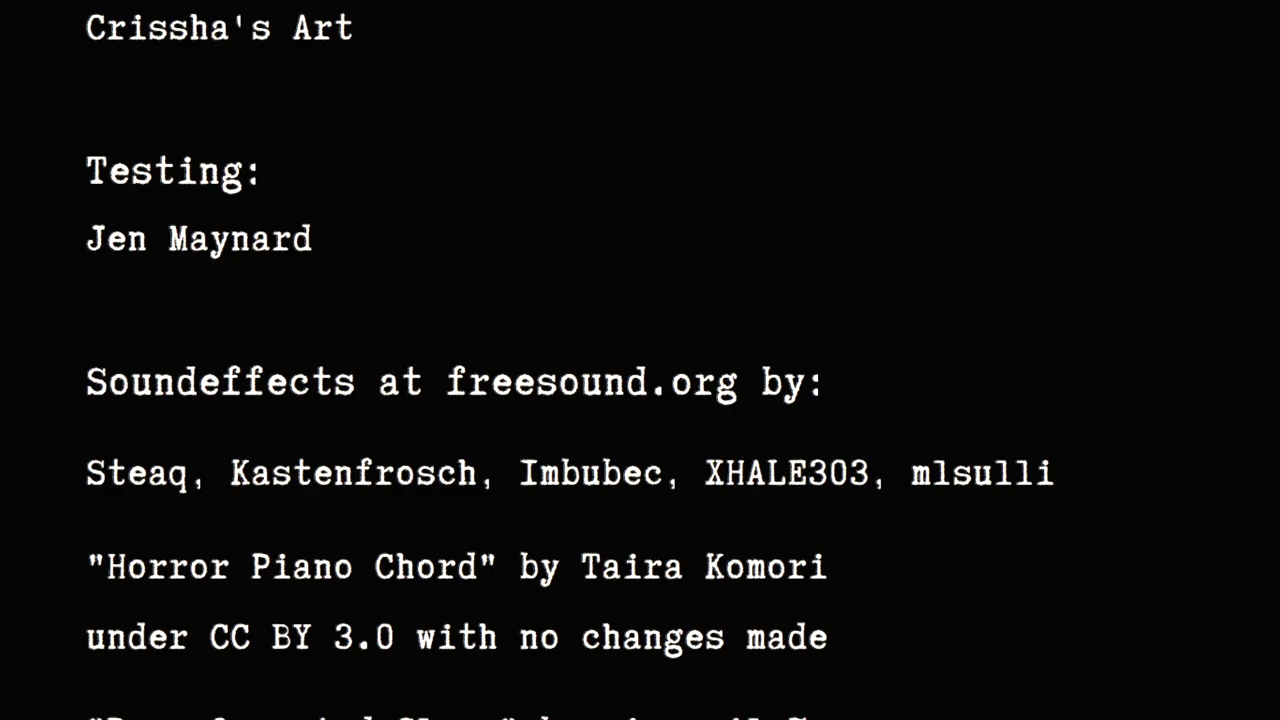 Crissha's Art
Testing:
Jen Maynard
Soundeffects at freesound.org by:
Steaq, Kastenfrosch, Imbubec, XHALE303, mlsulli
"Horror Piano Chord" by Taira Komori
under CC BY 3.0 with no changes made